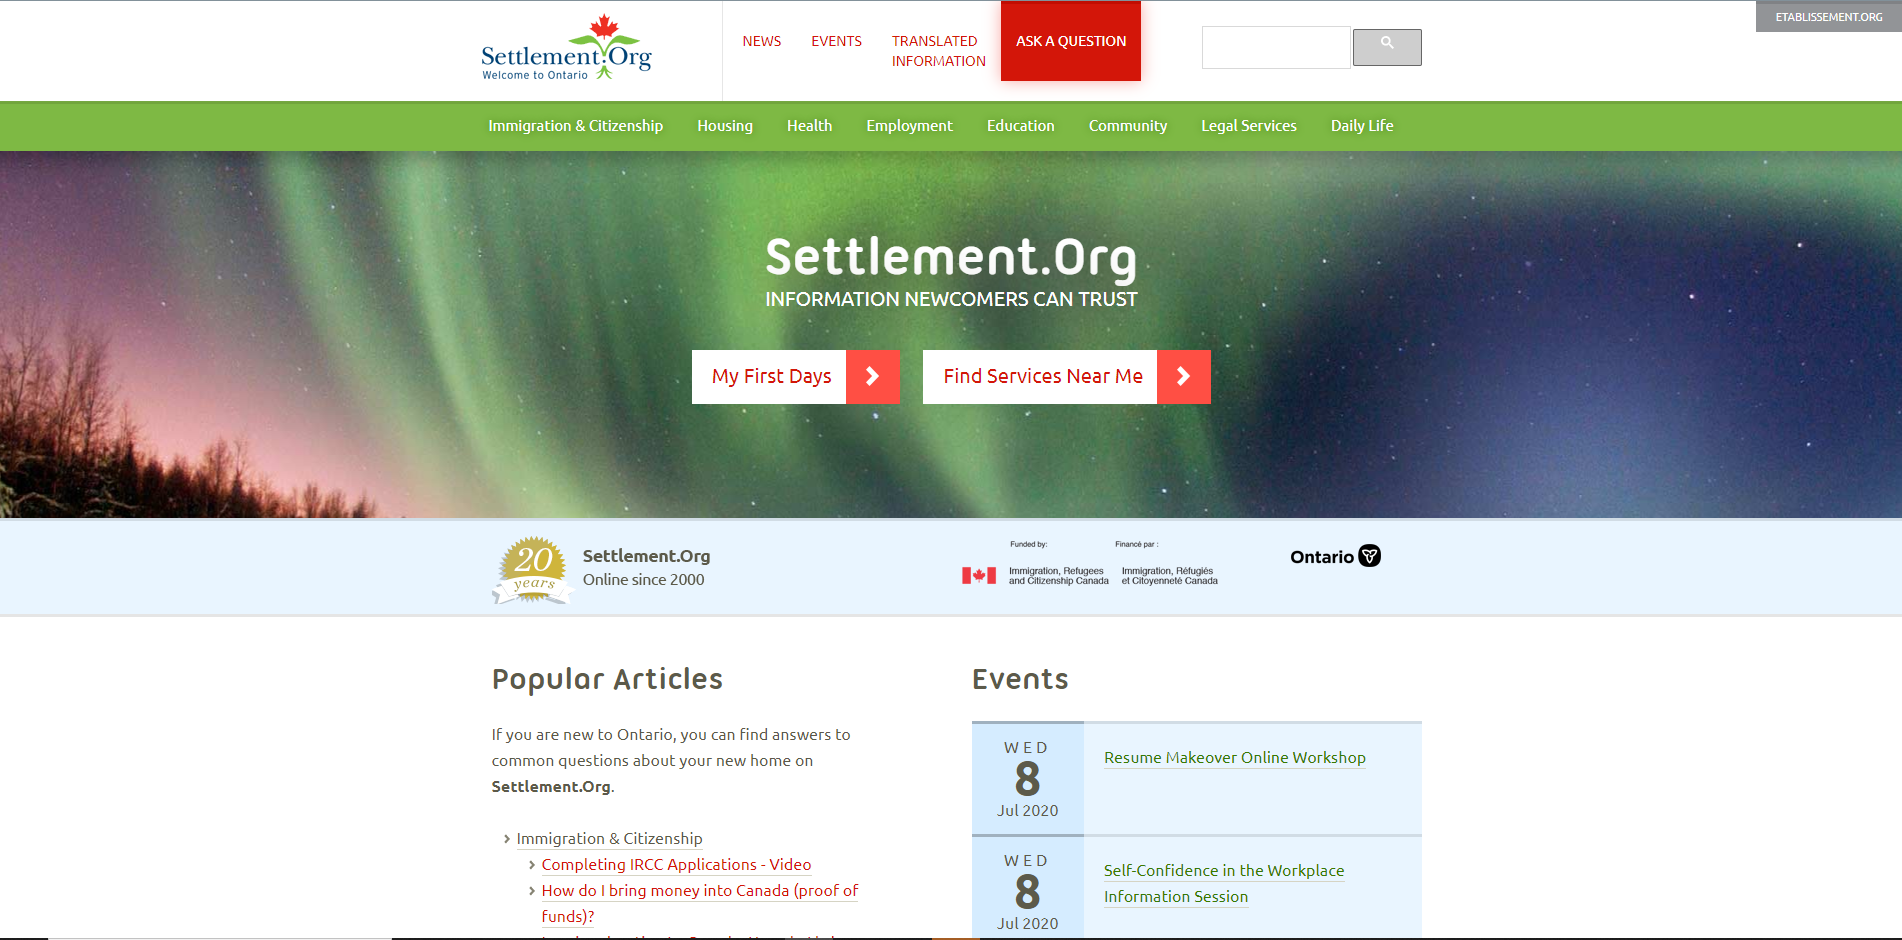 ETABLISSEMENT.ORG
Settlement.Org
Welcome to Ontario
NEWS
EVENTS
TRANSLATED
INFORMATION
ASK A QUESTION
Immigration & Citizenship
Housing
Health
Employment
Education
Community
Legal Services
Daily Life
Settlement.Org
INFORMATION NEWCOMERS CAN TRUST
My First Days
Find Services Near Me
20
years
Settlement.Org
Online since 2000
Funded by:
Immigration, Refugees
and Citizenship Canada
Financé par :
Immigration, Réfugiés
et Citoyenneté Canada
Ontario
Popular Articles
If you are new to Ontario, you can find answers to
common questions about your new home on
Settlement.Org.
Immigration & Citizenship
Completing IRCC Applications - Video
How do I bring money into Canada (proof of
funds)?
Events
WED
8
Jul 2020
Resume Makeover Online Workshop
WED
8
Jul 2020
Self-Confidence in the Workplace
Information Session